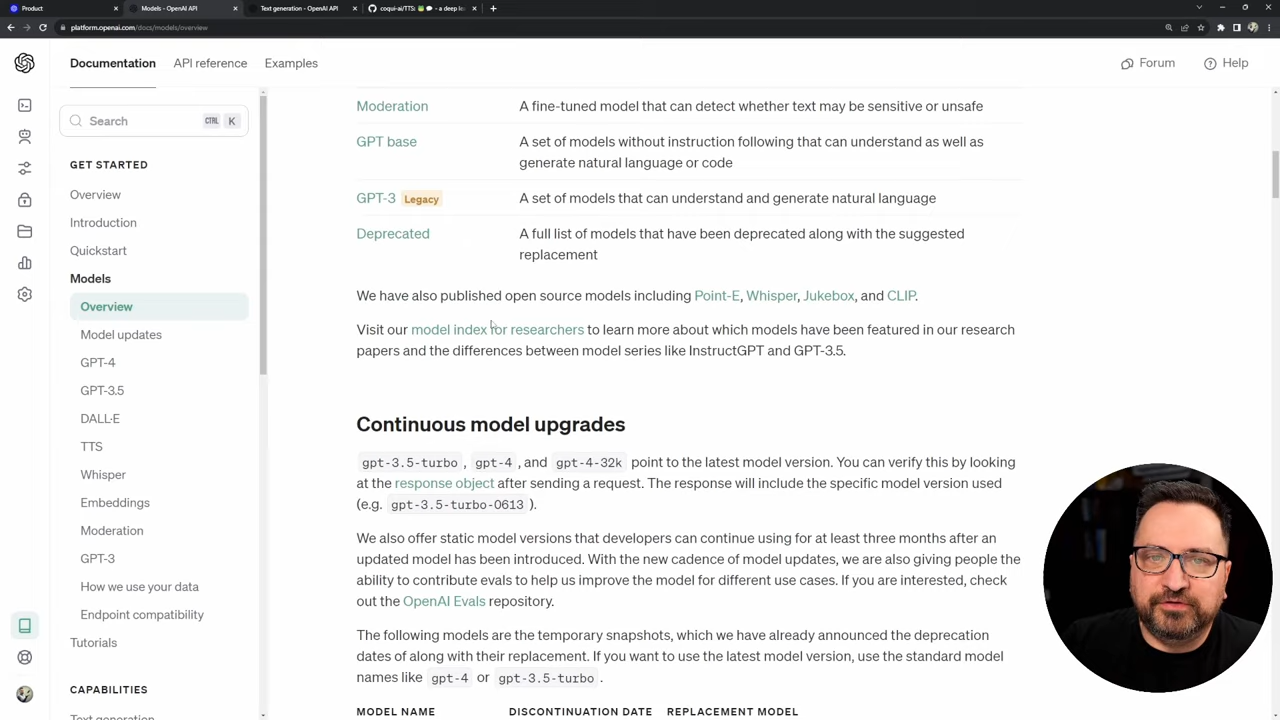 Product
Models - OpenAI API
Text generation - OpenAI API
coqui-ai/TTS: 🐸💬 - a deep le
platform.openai.com/docs/models/overview
Documentation
API reference
Examples
Forum
Help
Search
CTRL
K
GET STARTED
Overview
Introduction
Quickstart
Models
Overview
Model updates
GPT-4
GPT-3.5
DALL·E
TTS
Whisper
Embeddings
Moderation
GPT-3
How we use your data
Endpoint compatibility
Tutorials
CAPABILITIES
Text generation
Moderation
A fine-tuned model that can detect whether text may be sensitive or unsafe
GPT base
A set of models without instruction following that can understand as well as
generate natural language or code
GPT-3 Legacy
A set of models that can understand and generate natural language
Deprecated
A full list of models that have been deprecated along with the suggested
replacement
We have also published open source models including Point-E, Whisper, Jukebox, and CLIP.
Visit our model index for researchers to learn more about which models have been featured in our research
papers and the differences between model series like InstructGPT and GPT-3.5.
Continuous model upgrades
gpt-3.5-turbo , gpt-4 , and gpt-4-32k point to the latest model version. You can verify this by looking
at the response object after sending a request. The response will include the specific model version used
(e.g. gpt-3.5-turbo-0613 ).
We also offer static model versions that developers can continue using for at least three months after an
updated model has been introduced. With the new cadence of model updates, we are also giving people the
ability to contribute evals to help us improve the model for different use cases. If you are interested, check
out the OpenAI Evals repository.
The following models are the temporary snapshots, which we have already announced the deprecation
dates of along with their replacement. If you want to use the latest model version, use the standard model
names like gpt-4 or gpt-3.5-turbo .
MODEL NAME
DISCONTINUATION DATE
REPLACEMENT MODEL